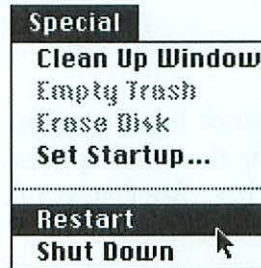 Special
Clean Up Window
Empty Trash
Erase Disk
Set Startup...
Restart
Shut Down